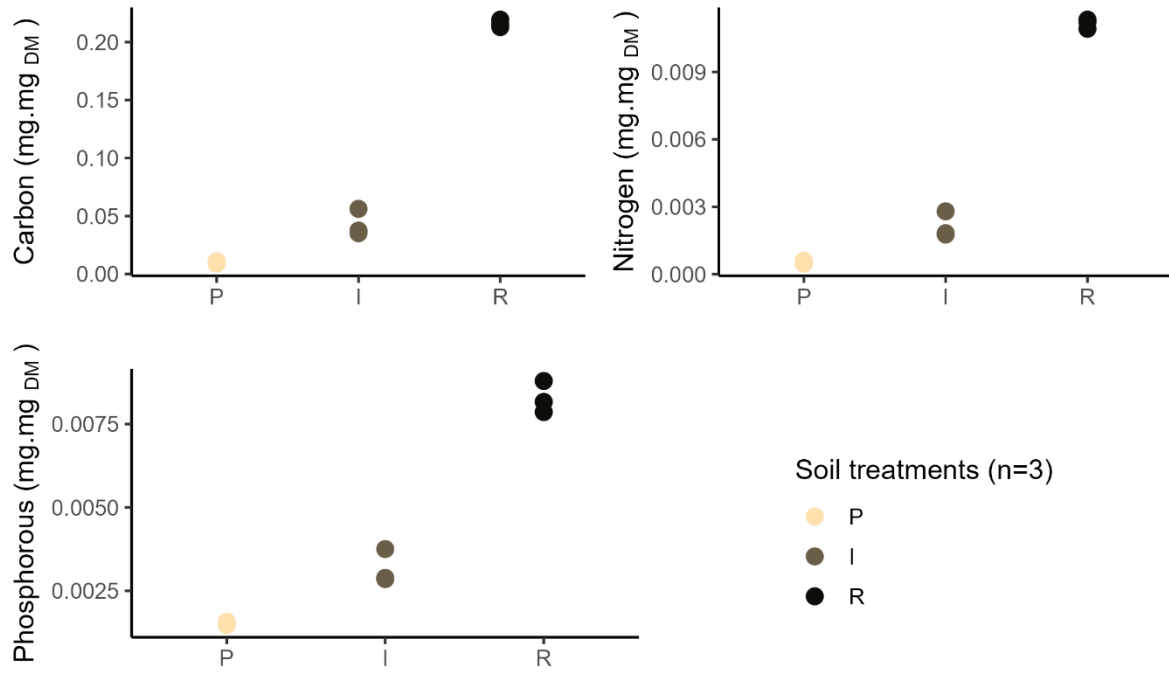 Carbon (mg.mg DM )
0.20
0.15
0.10
0.05
0.00
P I R
Nitrogen (mg.mg DM )
0.009
0.006
0.003
0.000
P I R
Phosphorous (mg.mg DM )
0.0075
0.0050
0.0025
P I R
Soil treatments (n=3)
P
I
R